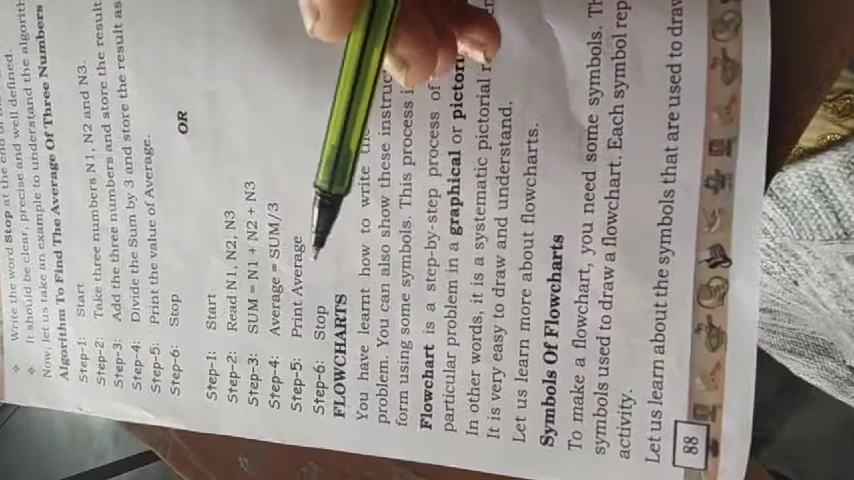 Write the word Stop at the end of the
It should be clear, precise and well defined.
Now, let us take an example to understand the algorith
Algorithm To Find The Average Of Three Numbers
Step-1: Start
Step-2: Take three numbers N1, N2 and N3.
Step-3: Add the three numbers and store the result
Step-4: Divide the Sum by 3 and store the result as
Step-5: Print the value of Average.
Step-6: Stop
OR
Step-1: Start
Step-2: Read N1, N2, N3
Step-3: SUM = N1 + N2 + N3
Step-4: Average = SUM/3
Step-5: Print Average
Step-6: Stop
FLOWCHARTS
You have learnt how to write the
problem. You can also show these instruc
form using some symbols. This process i
Flowchart is a step-by-step process of
particular problem in a graphical or pictor
In other words, it is a systematic pictorial r
It is very easy to draw and understand.
Let us learn more about flowcharts.
Symbols Of Flowcharts
To make a flowchart, you need some symbols. Th
symbols used to draw a flowchart. Each symbol rep
activity.
Let us learn about the symbols that are used to draw
88